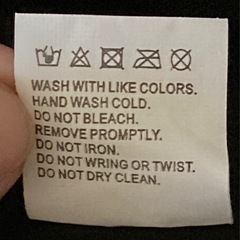 WASH WITH LIKE COLORS.
HAND WASH COLD.
DO NOT BLEACH.
REMOVE PROMPTLY.
DO NOT IRON.
DO NOT WRING OR TWIST.
DO NOT DRY CLEAN.